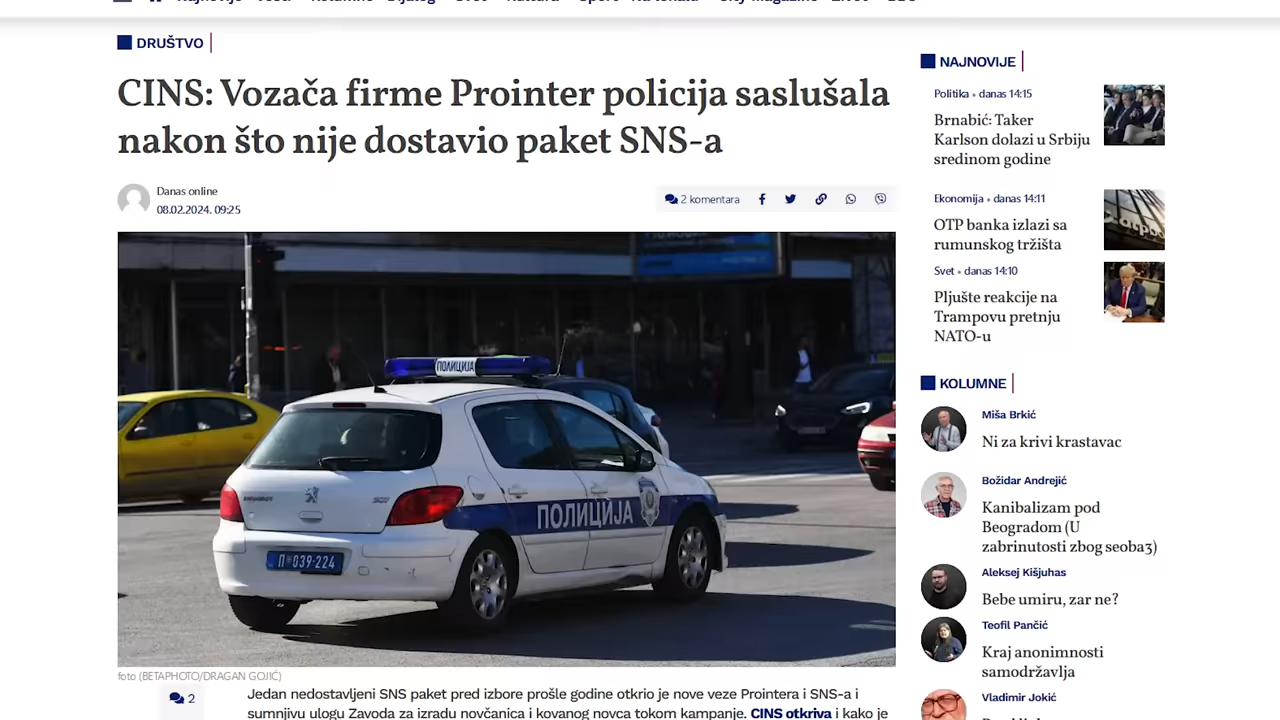 DRUŠTVO
CINS: Vozača firme Prointer policija saslušala
nakon što nije dostavio paket SNS-a
Danas online
08.02.2024. 09:25
2 komentara
ПОЛИЦИЈА
ПОЛИЦИЈА
П*039-224
foto (BETAPHOTO/DRAGAN GOJIĆ)
2
Jedan nedostavljeni SNS paket pred izbore prošle godine otkrio je nove veze Prointera i SNS-a i
sumnjivu ulogu Zavoda za izradu novčanica i kovanog novca tokom kampanje. CINS otkriva i kako je
NAJNOVIJE
Politika • danas 14:15
Brnabić: Taker
Karlson dolazi u Srbiju
sredinom godine
Ekonomija • danas 14:11
OTP banka izlazi sa
rumunskog tržišta
Svet • danas 14:10
Pljušte reakcije na
Trampovu pretnju
NATO-u
KOLUMNE
Miša Brkić
Ni za krivi krastavac
Božidar Andrejić
Kanibalizam pod
Beogradom (U
zabrinutosti zbog seoba3)
Aleksej Kišjuhas
Bebe umiru, zar ne?
Teofil Pančić
Kraj anonimnosti
samodržavlja
Vladimir Jokić